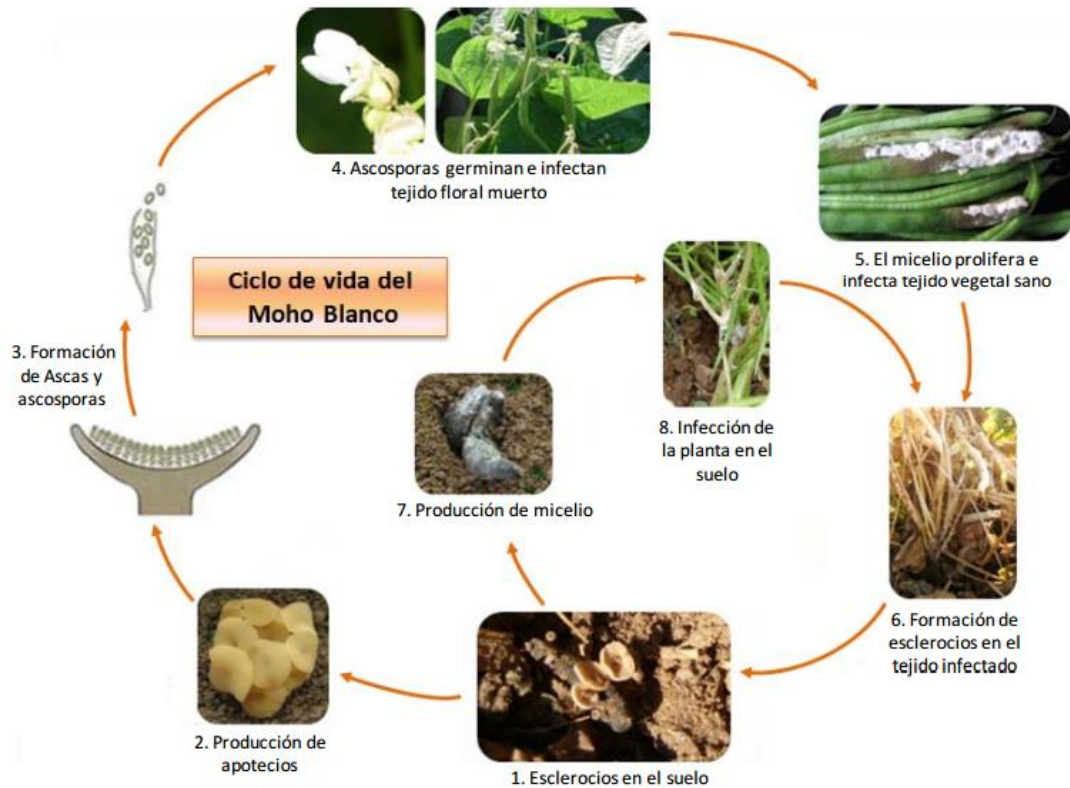 4. Ascosporas germinan e infectan
tejido floral muerto
Ciclo de vida del
Moho Blanco
5. El micelio prolifera e
infecta tejido vegetal sano
3. Formación
de Ascas y
ascosporas
8. Infección de
la planta en el
suelo
7. Producción de micelio
6. Formación de
esclerocios en el
tejido infectado
2. Producción de
apotecios
1. Esclerocios en el suelo